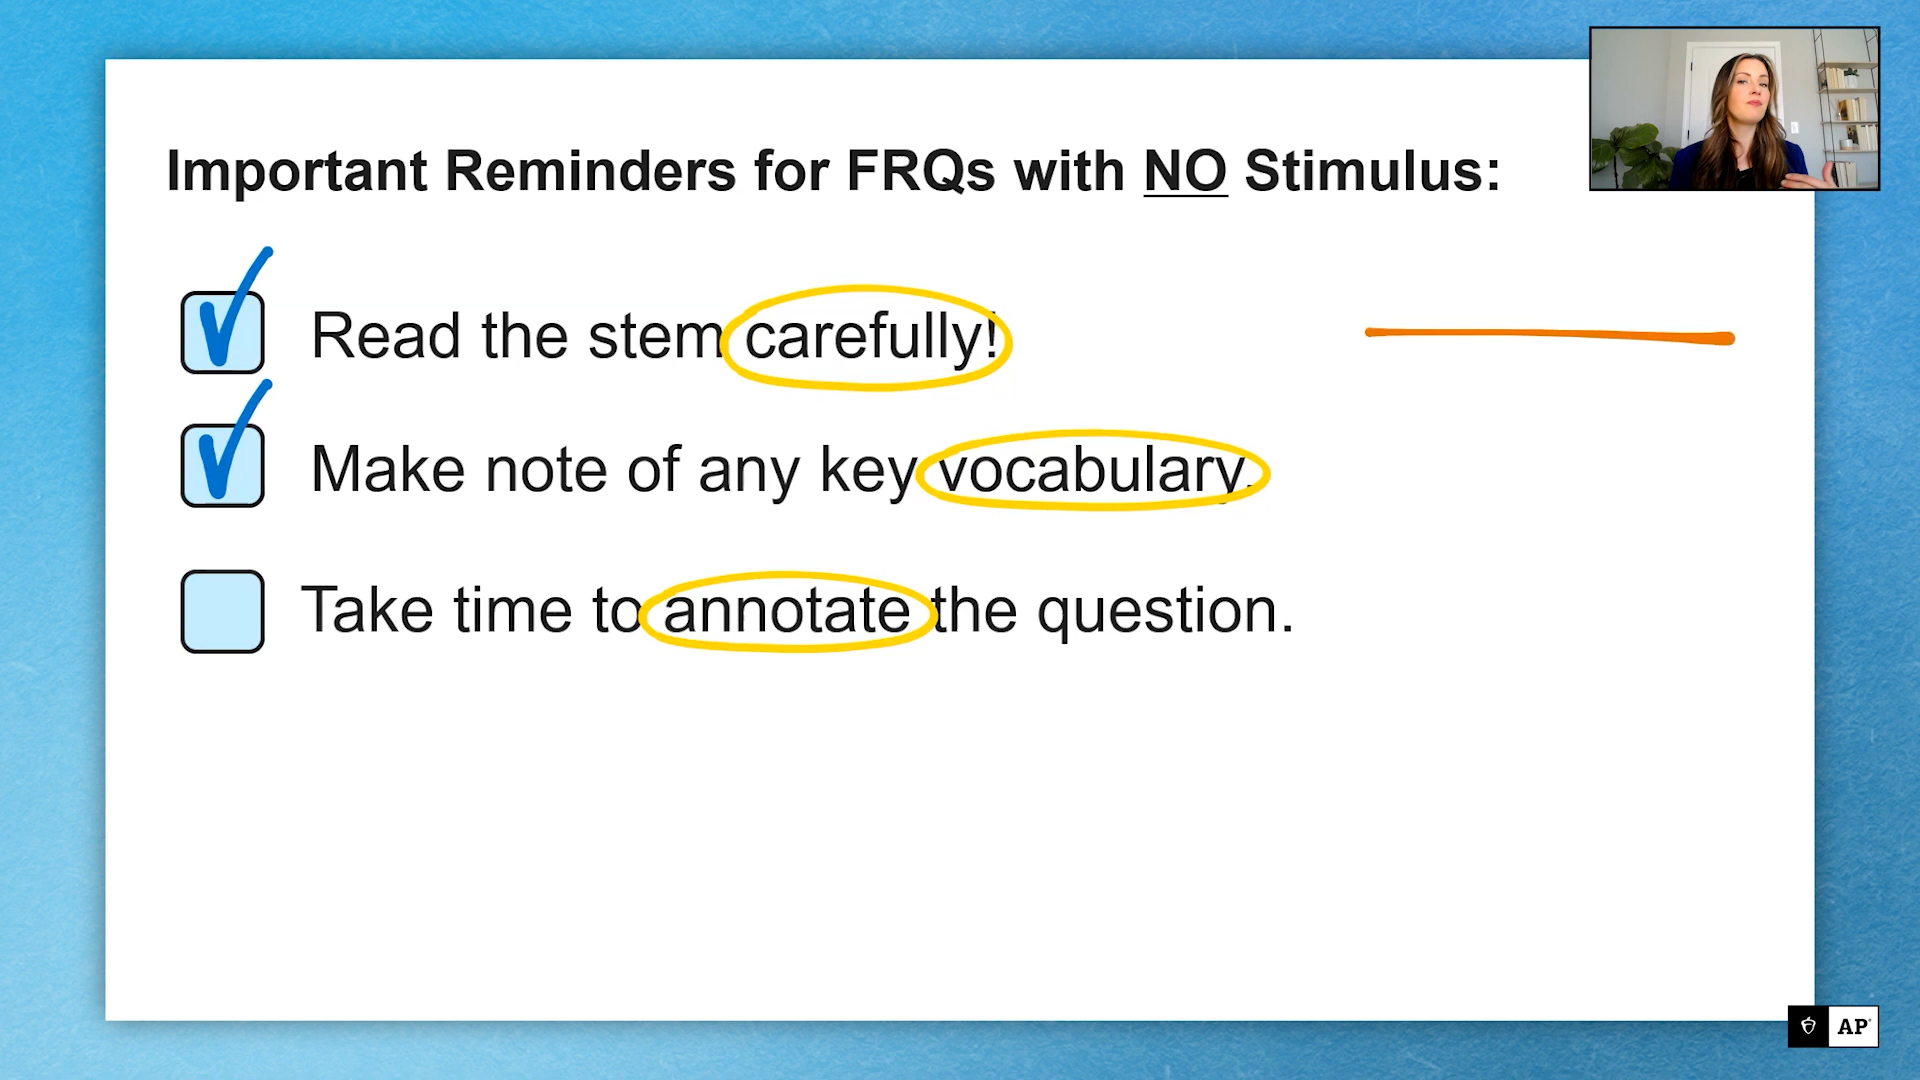 Important Reminders for FRQs with NO Stimulus:
Read the stem carefully!
Make note of any key vocabulary.
Take time to annotate the question.
AP